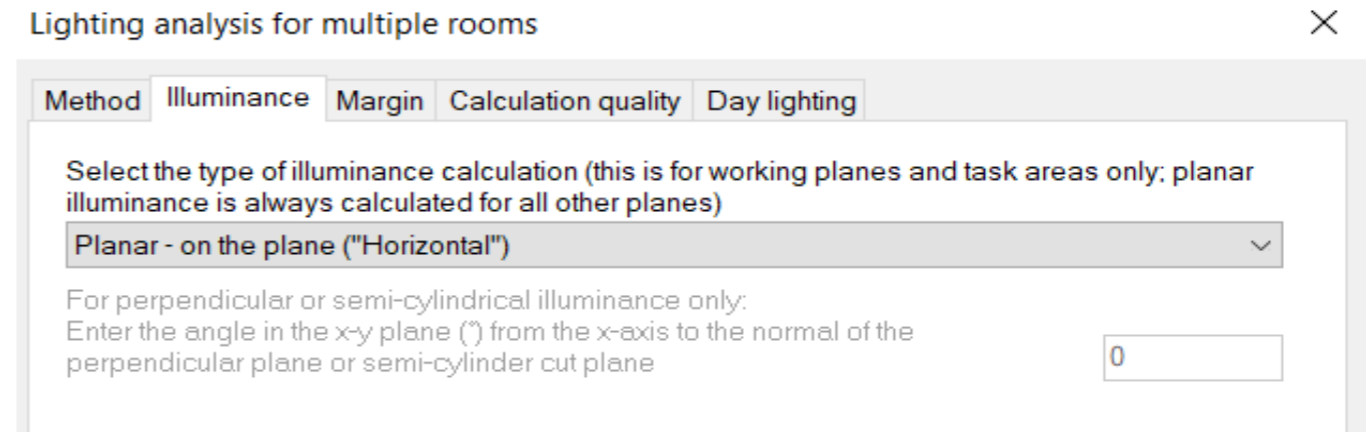 Lighting analysis for multiple rooms
Method Illuminance Margin Calculation quality Day lighting
Select the type of illuminance calculation (this is for working planes and task areas only; planar
illuminance is always calculated for all other planes)
Planar - on the plane ("Horizontal")
For perpendicular or semi-cylindrical illuminance only:
Enter the angle in the x-y plane (°) from the x-axis to the normal of the
perpendicular plane or semi-cylinder cut plane
0